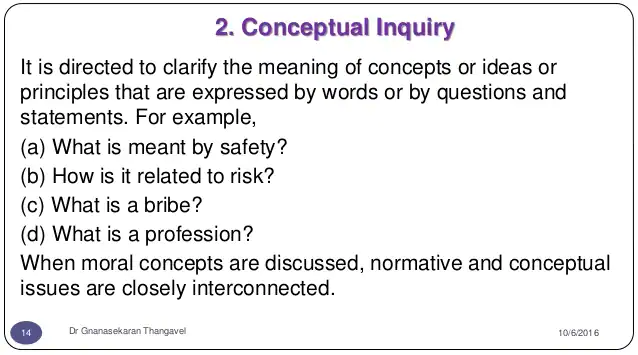 2. Conceptual Inquiry
It is directed to clarify the meaning of concepts or ideas or
principles that are expressed by words or by questions and
statements. For example,
(a) What is meant by safety?
(b) How is it related to risk?
(c) What is a bribe?
(d) What is a profession?
When moral concepts are discussed, normative and conceptual
issues are closely interconnected.
14 Dr Gnanasekaran Thangavel 10/6/2016